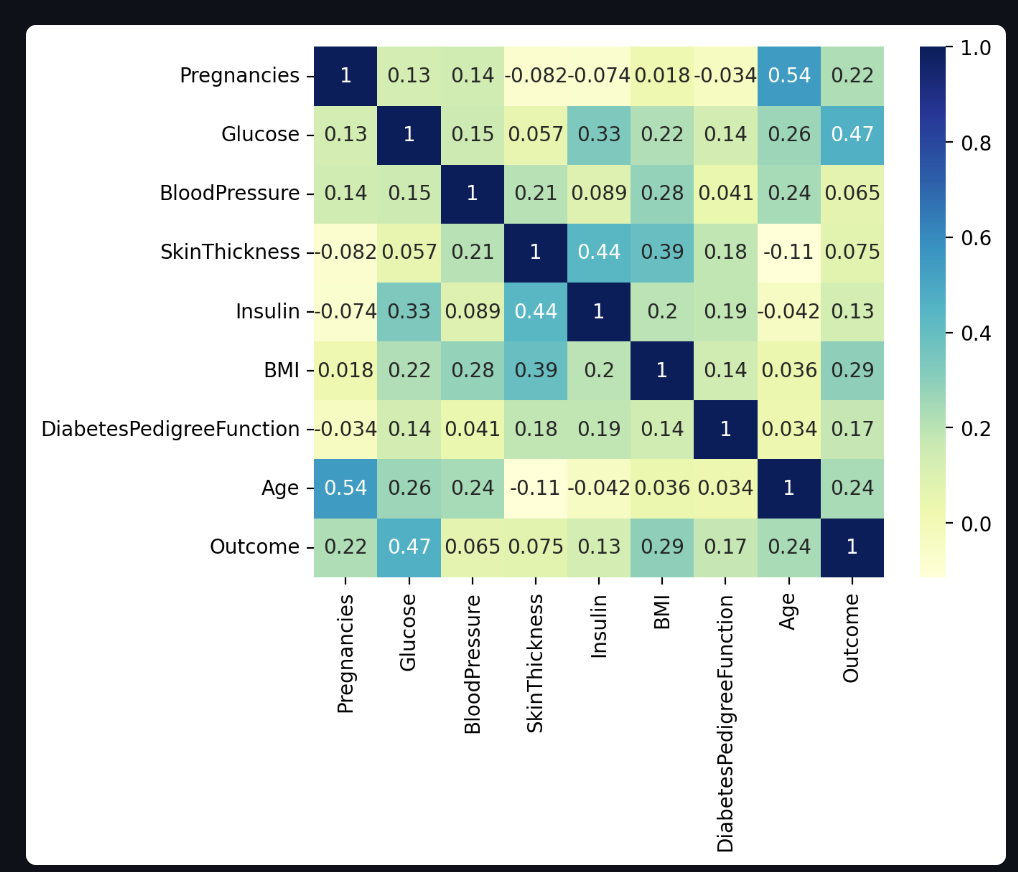 Pregnancies 1 0.13 0.14 -0.082 -0.074 0.018 -0.034 0.54 0.22
Glucose 0.13 1 0.15 0.057 0.33 0.22 0.14 0.26 0.47
BloodPressure 0.14 0.15 1 0.21 0.089 0.28 0.041 0.24 0.065
SkinThickness -0.082 0.057 0.21 1 0.44 0.39 0.18 -0.11 0.075
Insulin -0.074 0.33 0.089 0.44 1 0.2 0.19 -0.042 0.13
BMI 0.018 0.22 0.28 0.39 0.2 1 0.14 0.036 0.29
DiabetesPedigreeFunction -0.034 0.14 0.041 0.18 0.19 0.14 1 0.034 0.17
Age 0.54 0.26 0.24 -0.11 -0.042 0.036 0.034 1 0.24
Outcome 0.22 0.47 0.065 0.075 0.13 0.29 0.17 0.24 1
Pregnancies
Glucose
BloodPressure
SkinThickness
Insulin
BMI
DiabetesPedigreeFunction
Age
Outcome
1.0
0.8
0.6
0.4
0.2
0.0